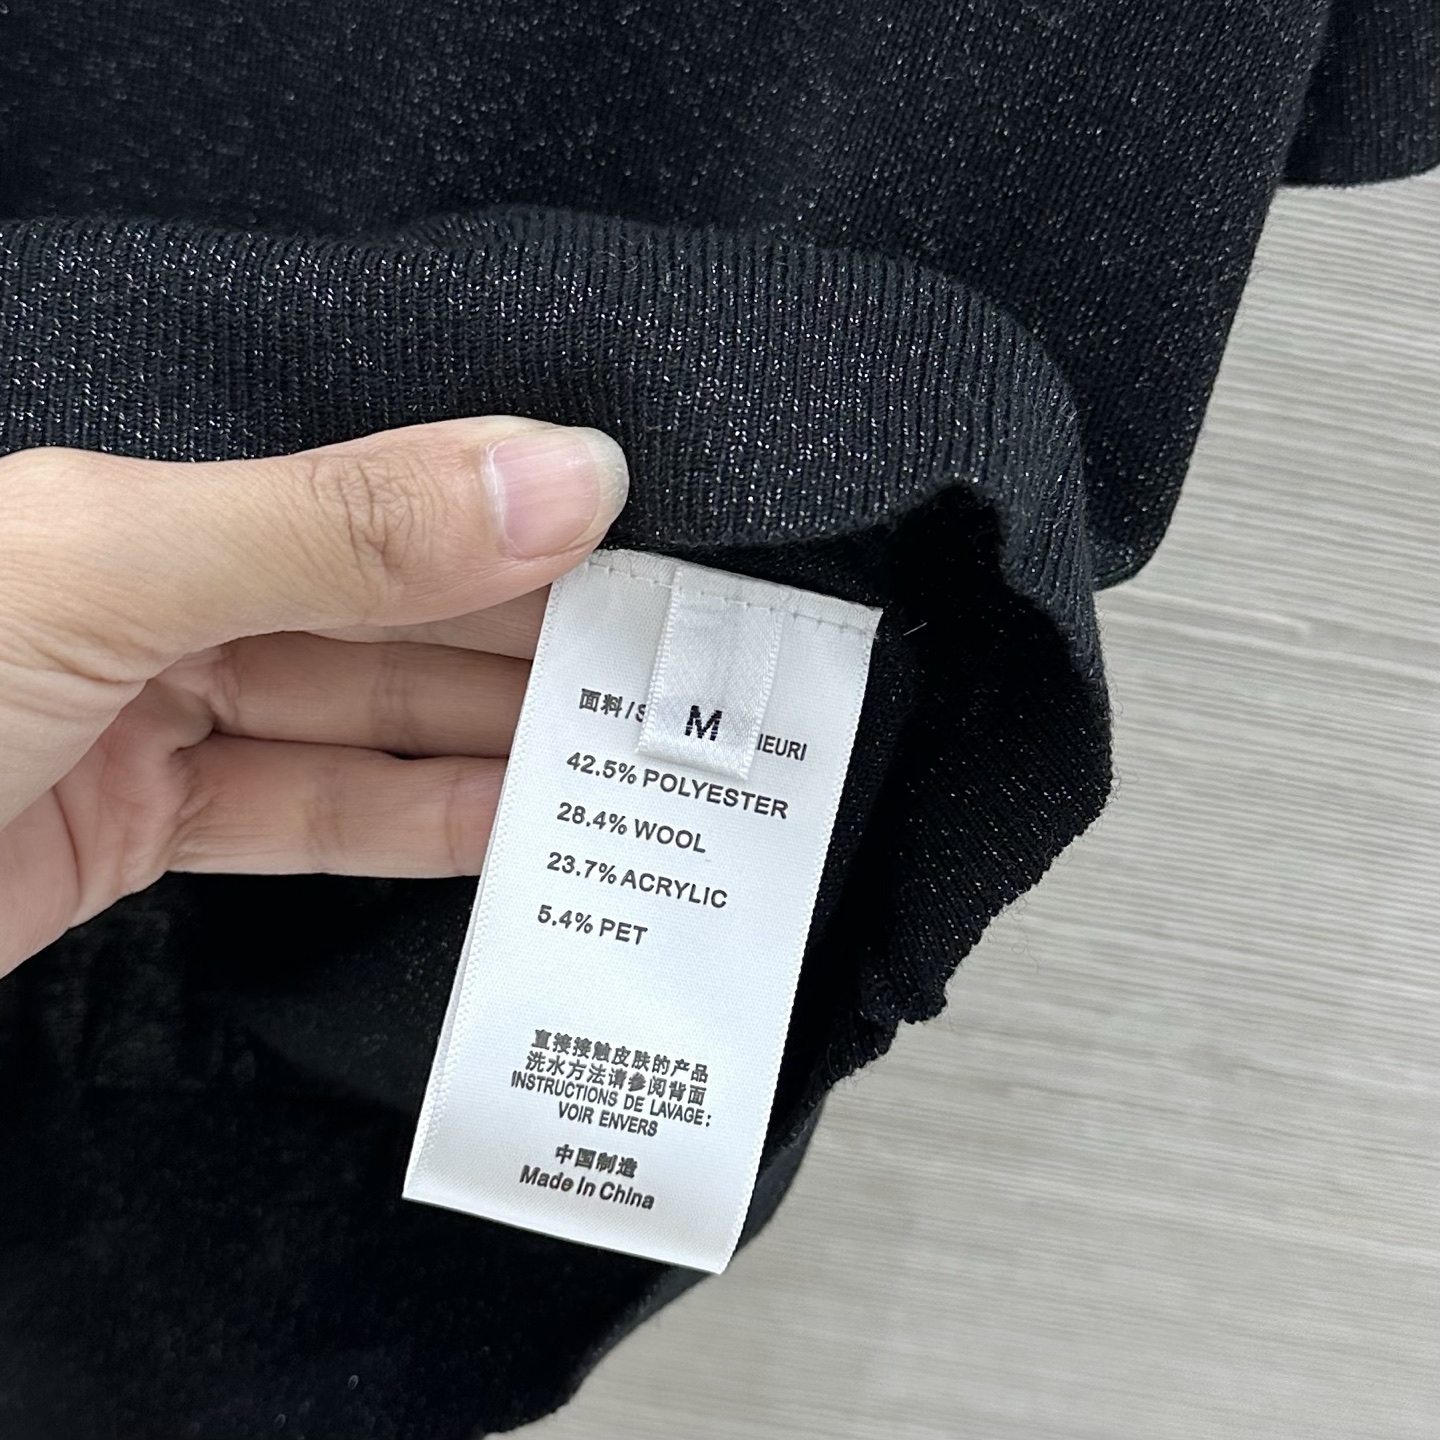 M
面料/S IEURI
42.5% POLYESTER
28.4% WOOL
23.7% ACRYLIC
5.4% PET
直接接触皮肤的产品
洗水方法请参阅背面
INSTRUCTIONS DE LAVAGE:
VOIR ENVERS
中国制造
Made In China